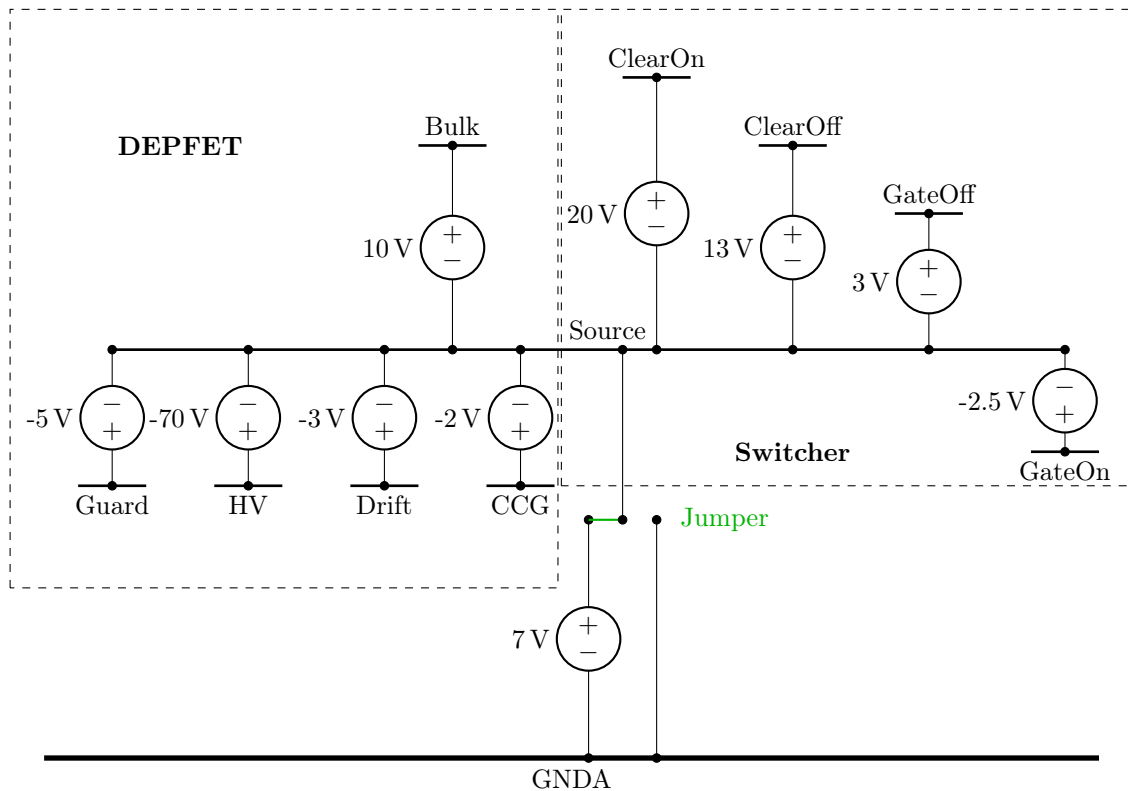 ClearOn
Bulk
ClearOff
DEPFET
GateOff
+
−
20 V
+
−
10 V
+
−
13 V
+
−
3 V
Source
−
+
-5 V
−
+
-70 V
−
+
-3 V
−
+
-2 V
−
+
-2.5 V
Switcher
GateOn
Guard
HV
Drift
CCG
Jumper
+
−
7 V
GNDA